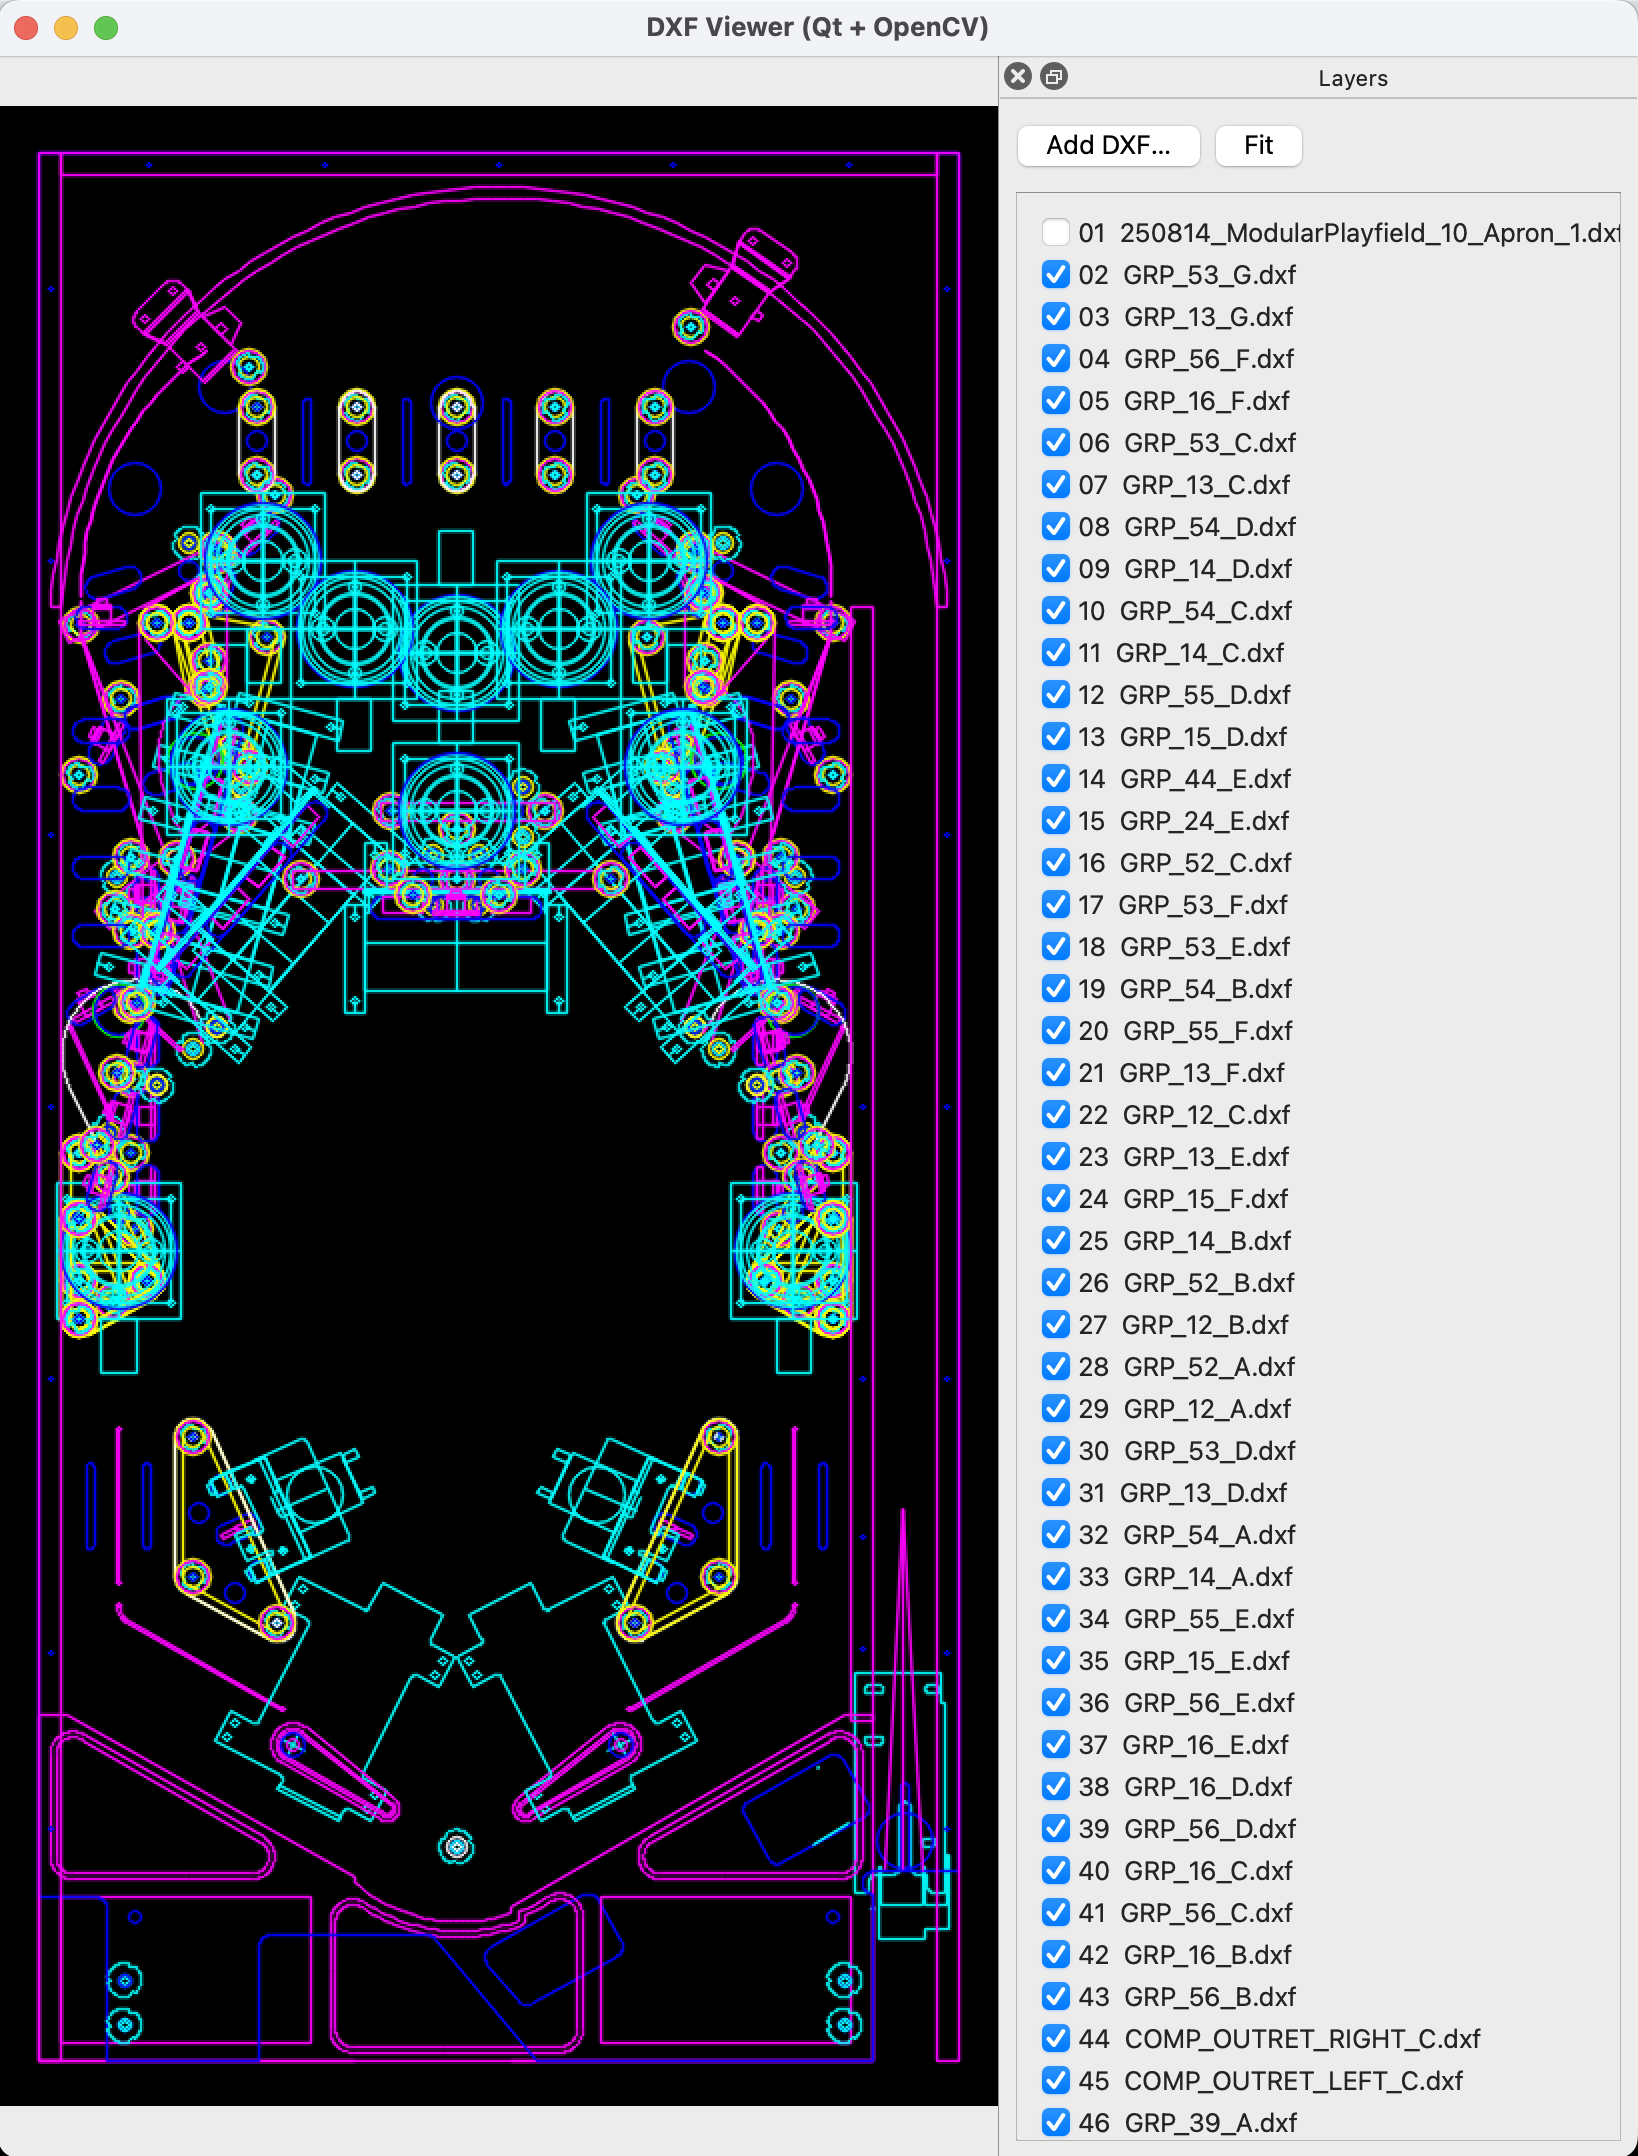 DXF Viewer (Qt + OpenCV)
Layers
Add DXF... Fit
01 250814_ModularPlayfield_10_Apron_1.dxf
02 GRP_53_G.dxf
03 GRP_13_G.dxf
04 GRP_56_F.dxf
05 GRP_16_F.dxf
06 GRP_53_C.dxf
07 GRP_13_C.dxf
08 GRP_54_D.dxf
09 GRP_14_D.dxf
10 GRP_54_C.dxf
11 GRP_14_C.dxf
12 GRP_55_D.dxf
13 GRP_15_D.dxf
14 GRP_44_E.dxf
15 GRP_24_E.dxf
16 GRP_52_C.dxf
17 GRP_53_F.dxf
18 GRP_53_E.dxf
19 GRP_54_B.dxf
20 GRP_55_F.dxf
21 GRP_13_F.dxf
22 GRP_12_C.dxf
23 GRP_13_E.dxf
24 GRP_15_F.dxf
25 GRP_14_B.dxf
26 GRP_52_B.dxf
27 GRP_12_B.dxf
28 GRP_52_A.dxf
29 GRP_12_A.dxf
30 GRP_53_D.dxf
31 GRP_13_D.dxf
32 GRP_54_A.dxf
33 GRP_14_A.dxf
34 GRP_55_E.dxf
35 GRP_15_E.dxf
36 GRP_56_E.dxf
37 GRP_16_E.dxf
38 GRP_16_D.dxf
39 GRP_56_D.dxf
40 GRP_16_C.dxf
41 GRP_56_C.dxf
42 GRP_16_B.dxf
43 GRP_56_B.dxf
44 COMP_OUTRET_RIGHT_C.dxf
45 COMP_OUTRET_LEFT_C.dxf
46 GRP_39_A.dxf